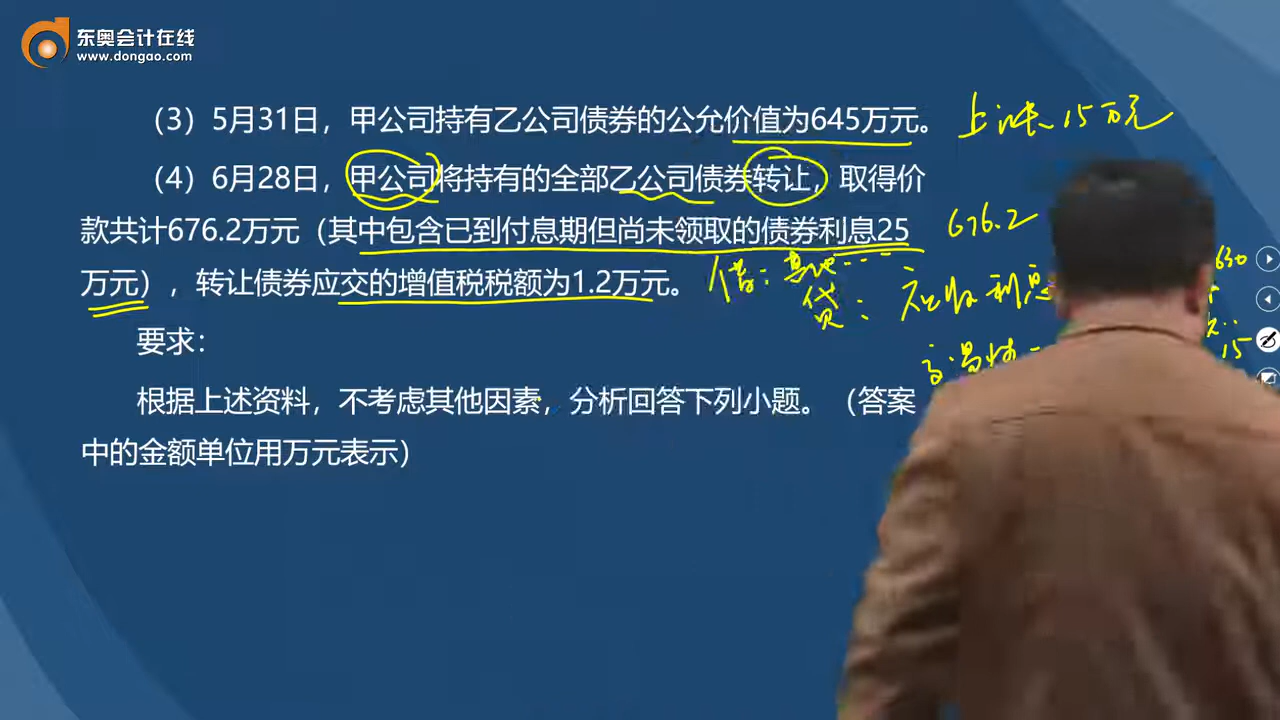 东奥会计在线
www.dongao.com
（3）5月31日，甲公司持有乙公司债券的公允价值为645万元。 上涨 15万元
（4）6月28日，甲公司将持有的全部乙公司债券转让，取得价
款共计676.2万元（其中包含已到付息期但尚未领取的债券利息25 676.2
万元），转让债券应交的增值税税额为1.2万元。 借：其他
贷：应收利息
630
15
要求：
根据上述资料，不考虑其他因素，分析回答下列小题。（答案
中的金额单位用万元表示）